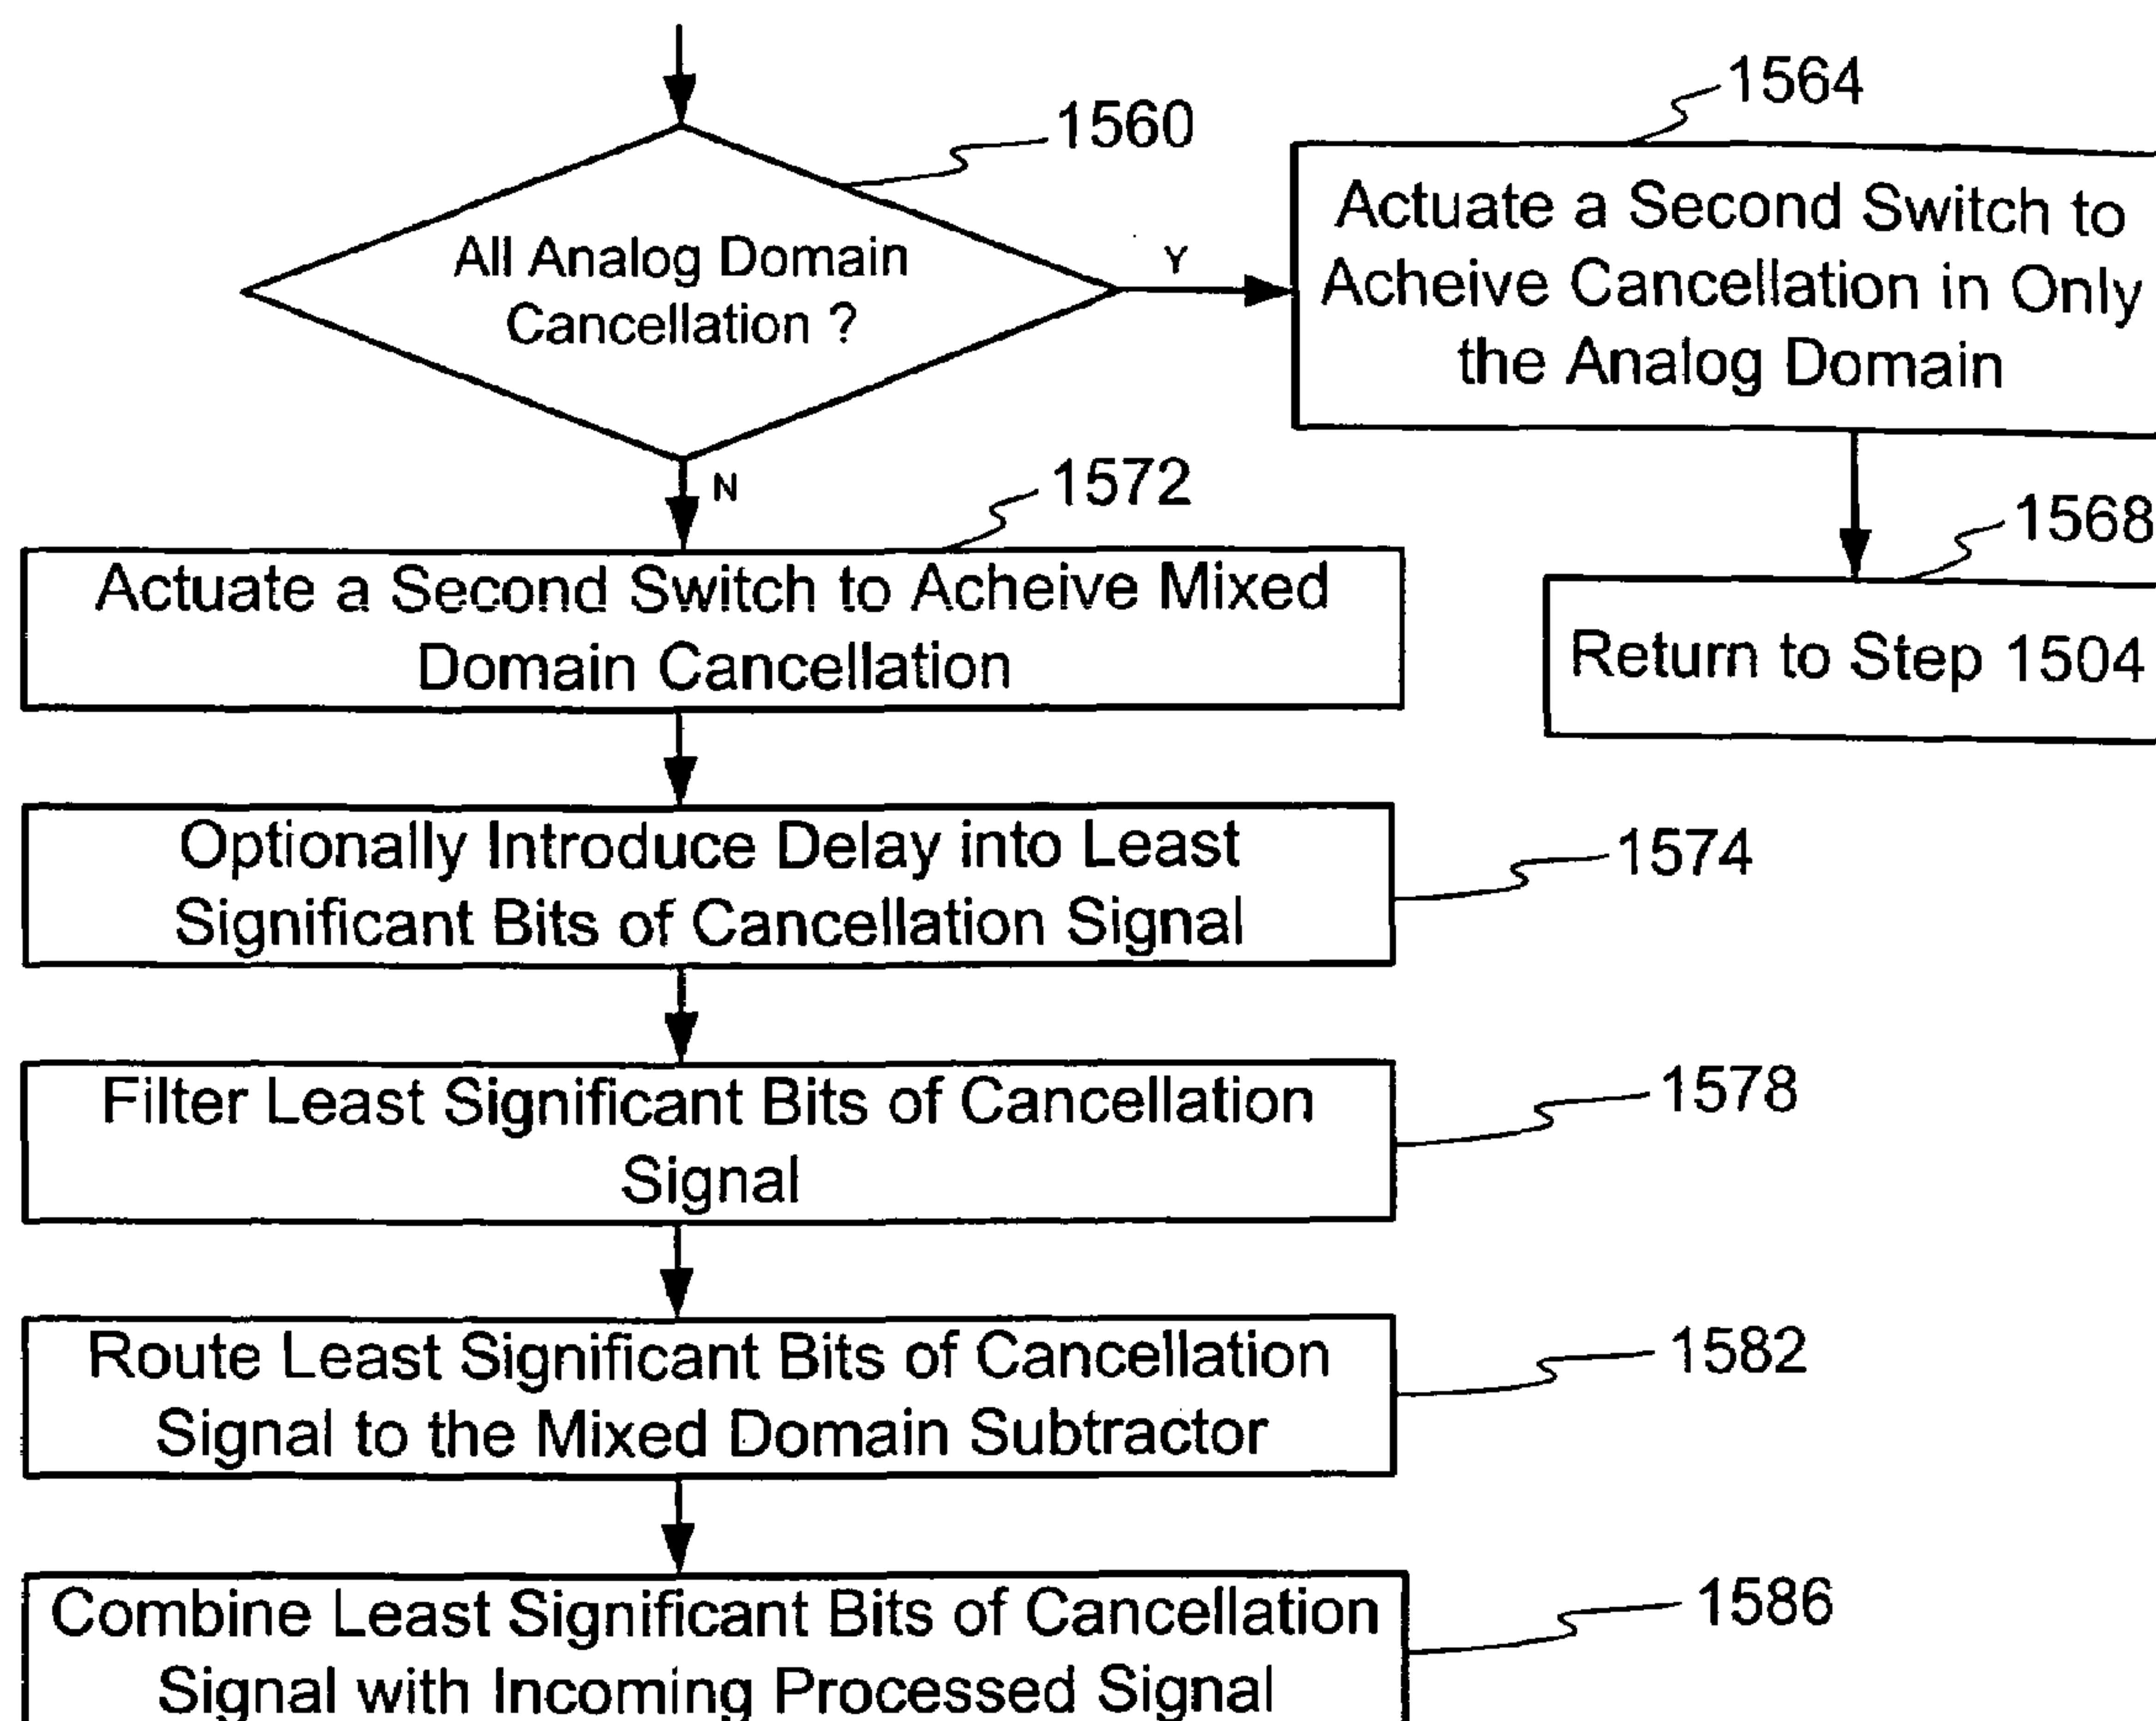 1564
1560
All Analog Domain
Cancellation ?
Y
Actuate a Second Switch to
Acheive Cancellation in Only
the Analog Domain
N
1572
1568
Actuate a Second Switch to Acheive Mixed
Domain Cancellation
Return to Step 1504
Optionally Introduce Delay into Least
Significant Bits of Cancellation Signal
1574
Filter Least Significant Bits of Cancellation
Signal
1578
Route Least Significant Bits of Cancellation
Signal to the Mixed Domain Subtractor
1582
Combine Least Significant Bits of Cancellation
Signal with Incoming Processed Signal
1586